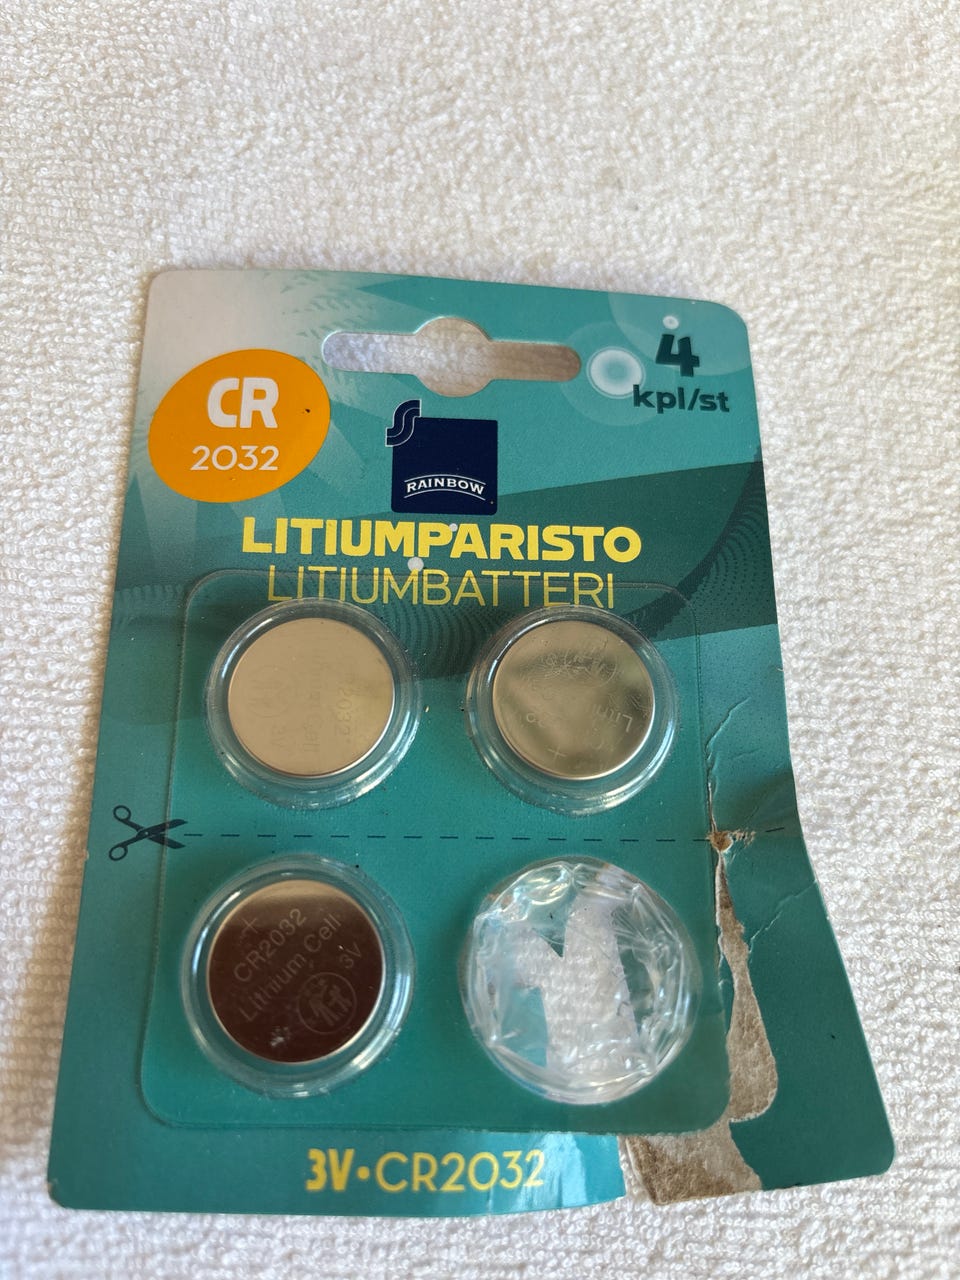 CR
2032
4
kpl/st
RAINBOW
LITIUMPARISTO
LITIUMBATTERI
CR2032
Lithium Cell
3V
+
3V•CR2032